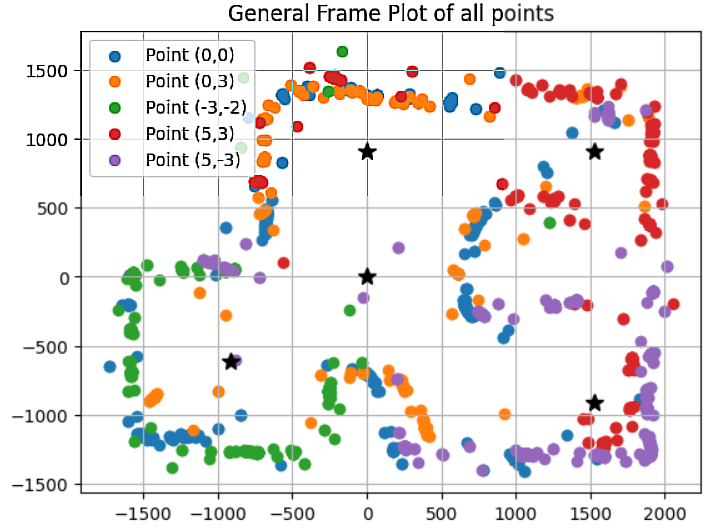 General Frame Plot of all points
Point (0,0)
Point (0,3)
Point (-3,-2)
Point (5,3)
Point (5,-3)
1500
1000
500
0
−500
−1000
−1500
−1500 −1000 −500 0 500 1000 1500 2000